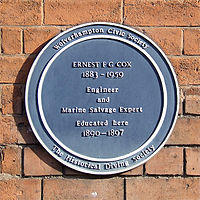 Wolverhampton Civic Society
ERNEST F G COX
1883 - 1959
Engineer
and
Marine Salvage Expert
Educated here
1890 - 1897
The Historical Diving Society